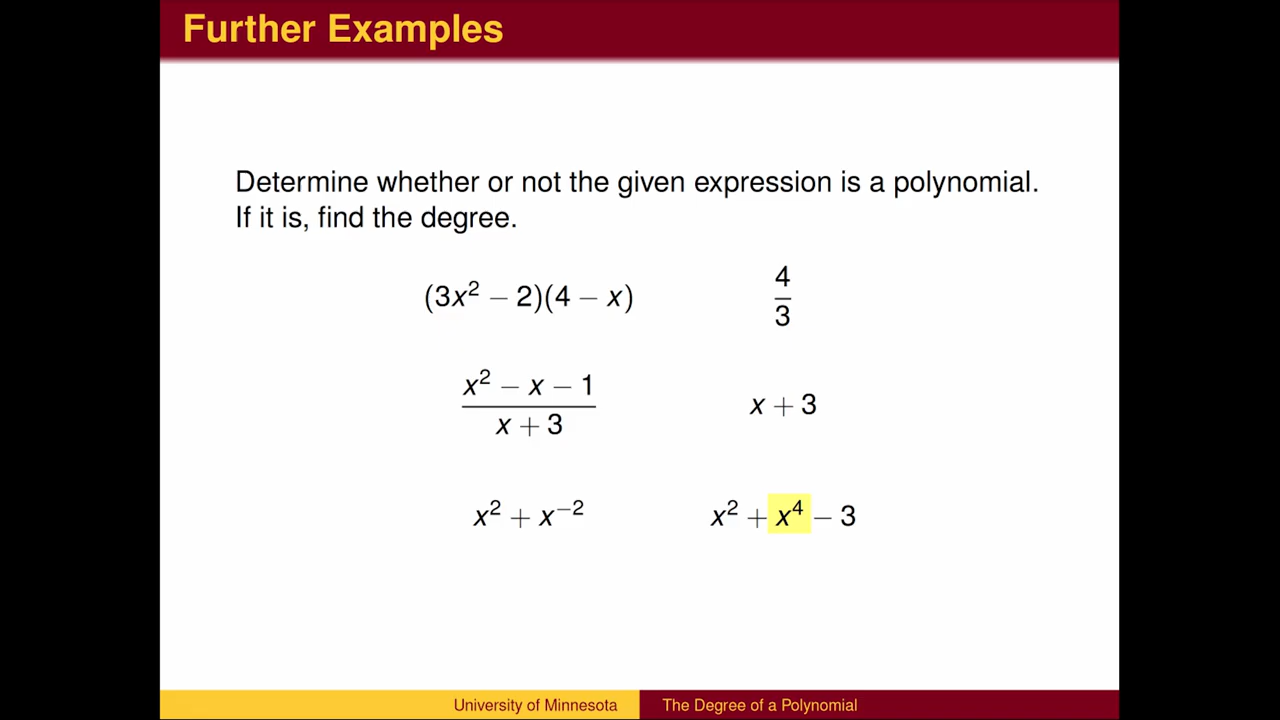 Further Examples
Determine whether or not the given expression is a polynomial.
If it is, find the degree.
(3x² − 2)(4 − x)
4
3
x² − x − 1
x + 3
x + 3
x² + x⁻²
x² + x⁴ − 3
University of Minnesota
The Degree of a Polynomial